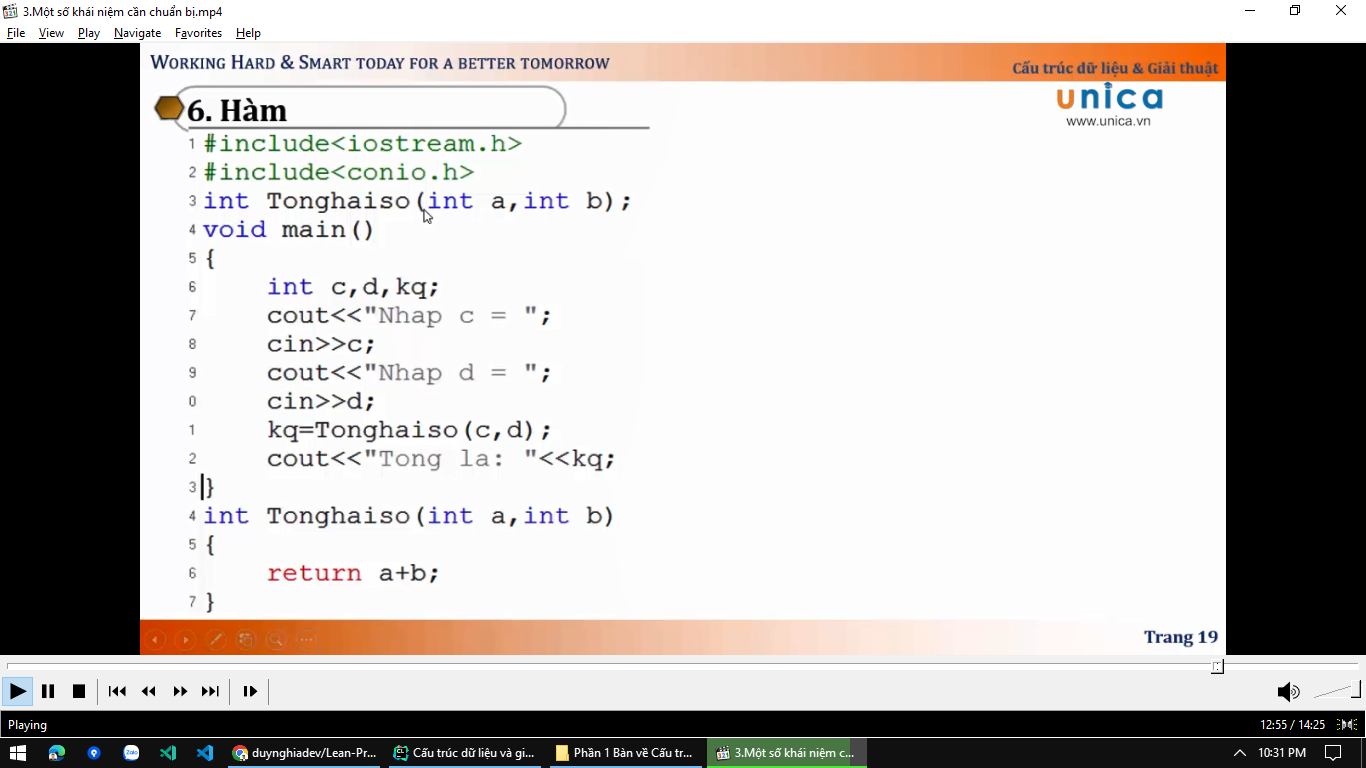 3.Một số khái niệm cần chuẩn bị.mp4
File View Play Navigate Favorites Help
WORKING HARD & SMART TODAY FOR A BETTER TOMORROW
Cấu trúc dữ liệu & Giải thuật
unica
www.unica.vn
6. Hàm
1 #include<iostream.h>
2 #include<conio.h>
3 int Tonghaiso(int a,int b);
4 void main()
5 {
6 int c,d,kq;
7 cout<<"Nhap c = ";
8 cin>>c;
9 cout<<"Nhap d = ";
0 cin>>d;
1 kq=Tonghaiso(c,d);
2 cout<<"Tong la: "<<kq;
3 }
4 int Tonghaiso(int a,int b)
5 {
6 return a+b;
7 }
Trang 19
Playing
12:55 / 14:25
duynghiadev/Lean-Pr...
Cấu trúc dữ liệu và gi...
Phần 1 Bàn về Cấu tr...
3.Một số khái niệm c...
10:31 PM